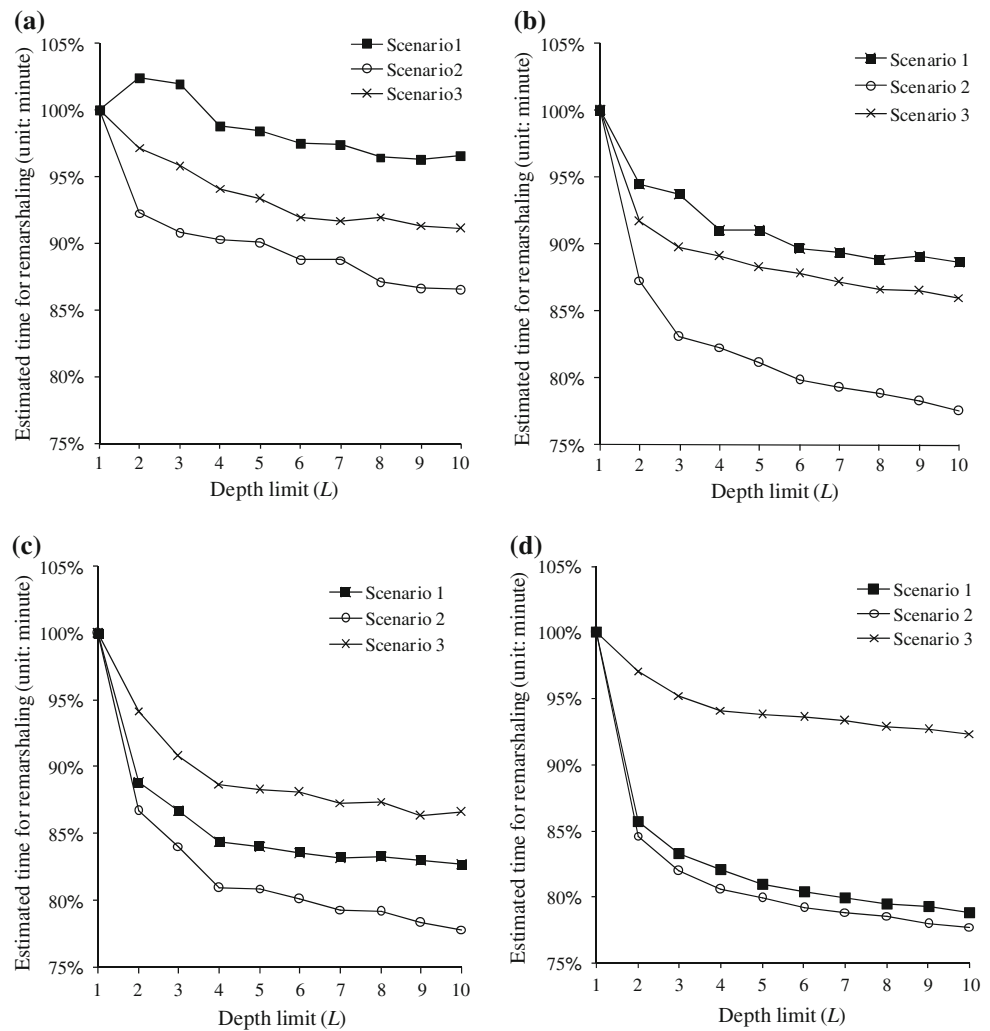 (a)
Estimated time for remarshaling (unit: minute)
105%
100%
95%
90%
85%
80%
75%
1 2 3 4 5 6 7 8 9 10
Depth limit (L)
Scenario1
Scenario2
Scenario3
(b)
Estimated time for remarshaling (unit: minute)
105%
100%
95%
90%
85%
80%
75%
1 2 3 4 5 6 7 8 9 10
Depth limit (L)
Scenario 1
Scenario 2
Scenario 3
(c)
Estimated time for remarshaling (unit: minute)
105%
100%
95%
90%
85%
80%
75%
1 2 3 4 5 6 7 8 9 10
Depth limit (L)
Scenario 1
Scenario 2
Scenario 3
(d)
Estimated time for remarshaling (unit: minute)
105%
100%
95%
90%
85%
80%
75%
1 2 3 4 5 6 7 8 9 10
Depth limit (L)
Scenario 1
Scenario 2
Scenario 3